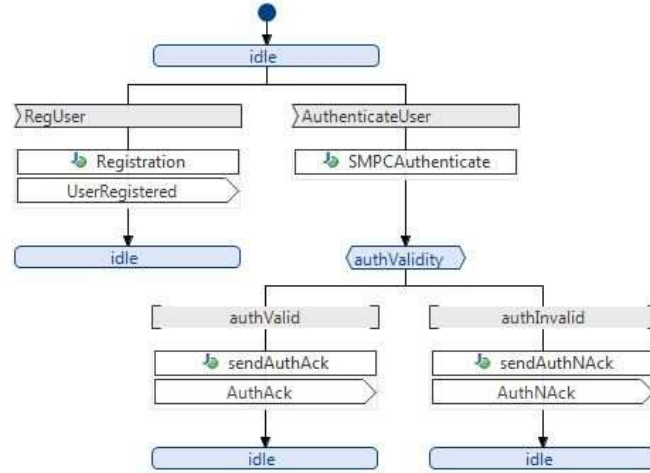 idle
RegUser
AuthenticateUser
Registration
SMPCAuthenticate
UserRegistered
idle
authValidity
authValid
authInvalid
sendAuthAck
sendAuthNAck
AuthAck
AuthNAck
idle
idle